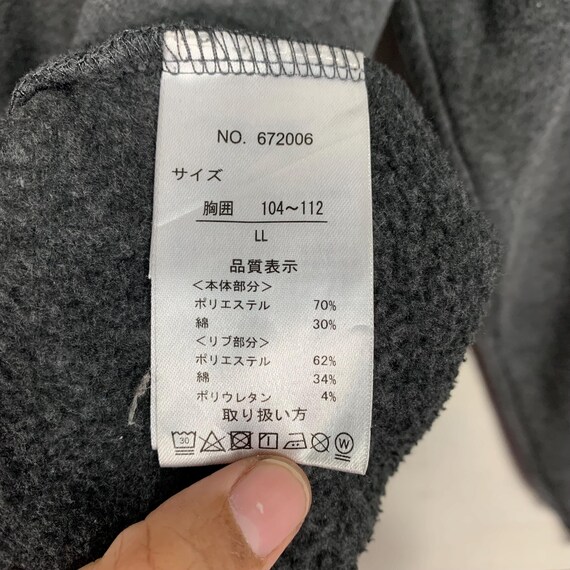 NO. 672006
サイズ
胸囲 104～112
LL
品質表示
<本体部分>
ポリエステル 70%
綿 30%
<リブ部分>
ポリエステル 62%
綿 34%
ポリウレタン 4%
取り扱い方
30 W